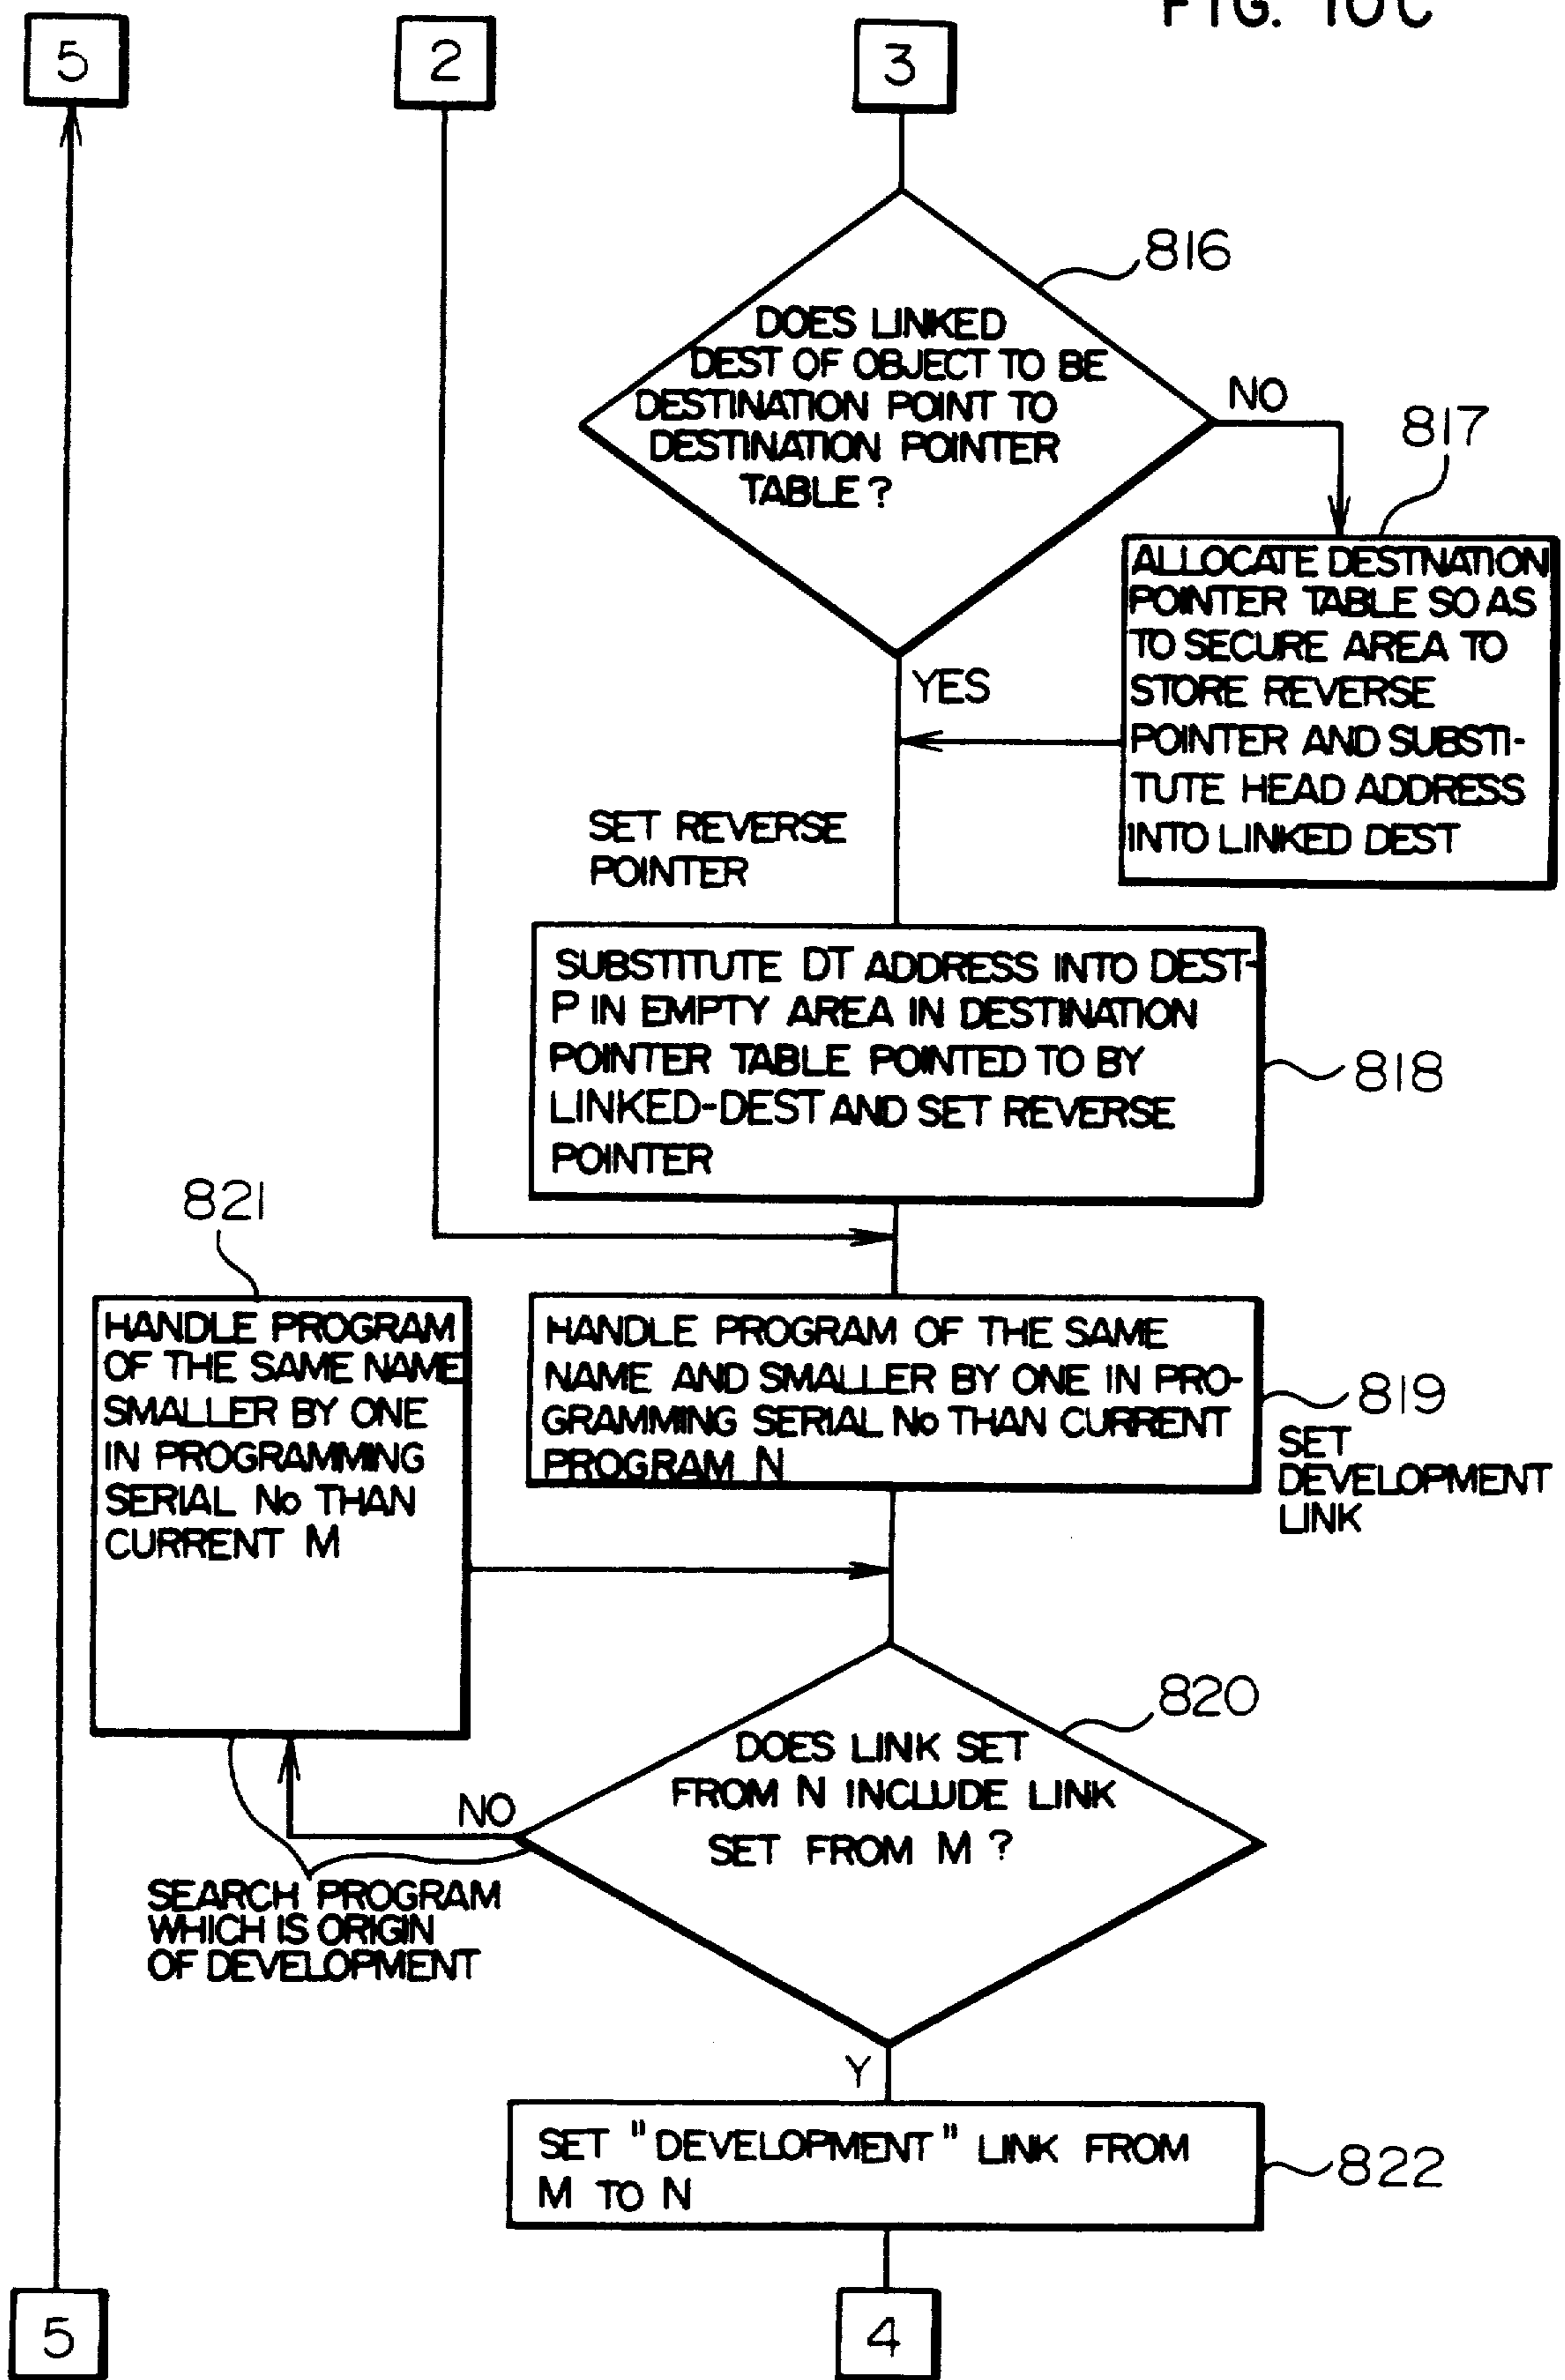 FIG. 10C
5
2
3
816
DOES LINKED
DEST OF OBJECT TO BE
DESTINATION POINT TO
DESTINATION POINTER
TABLE?
NO
817
ALLOCATE DESTNATION
POINTER TABLE SO AS
TO SECURE AREA TO
STORE REVERSE
POINTER AND SUBSTI-
TUTE HEAD ADDRESS
INTO LINKED DEST
YES
SET REVERSE
POINTER
SUBSTITUTE DT ADDRESS INTO DEST-
P IN EMPTY AREA IN DESTINATION
POINTER TABLE POINTED TO BY
LINKED-DEST AND SET REVERSE
POINTER
818
821
HANDLE PROGRAM
OF THE SAME NAME
SMALLER BY ONE
IN PROGRAMMING
SERIAL No THAN
CURRENT M
HANDLE PROGRAM OF THE SAME
NAME AND SMALLER BY ONE IN PRO-
GRAMMING SERIAL No THAN CURRENT
PROGRAM N
819
SET
DEVELOPMENT
LINK
820
DOES LINK SET
FROM N INCLUDE LINK
SET FROM M?
NO
SEARCH PROGRAM
WHICH IS ORIGIN
OF DEVELOPMENT
Y
SET "DEVELOPMENT" LINK FROM
M TO N
822
5
4